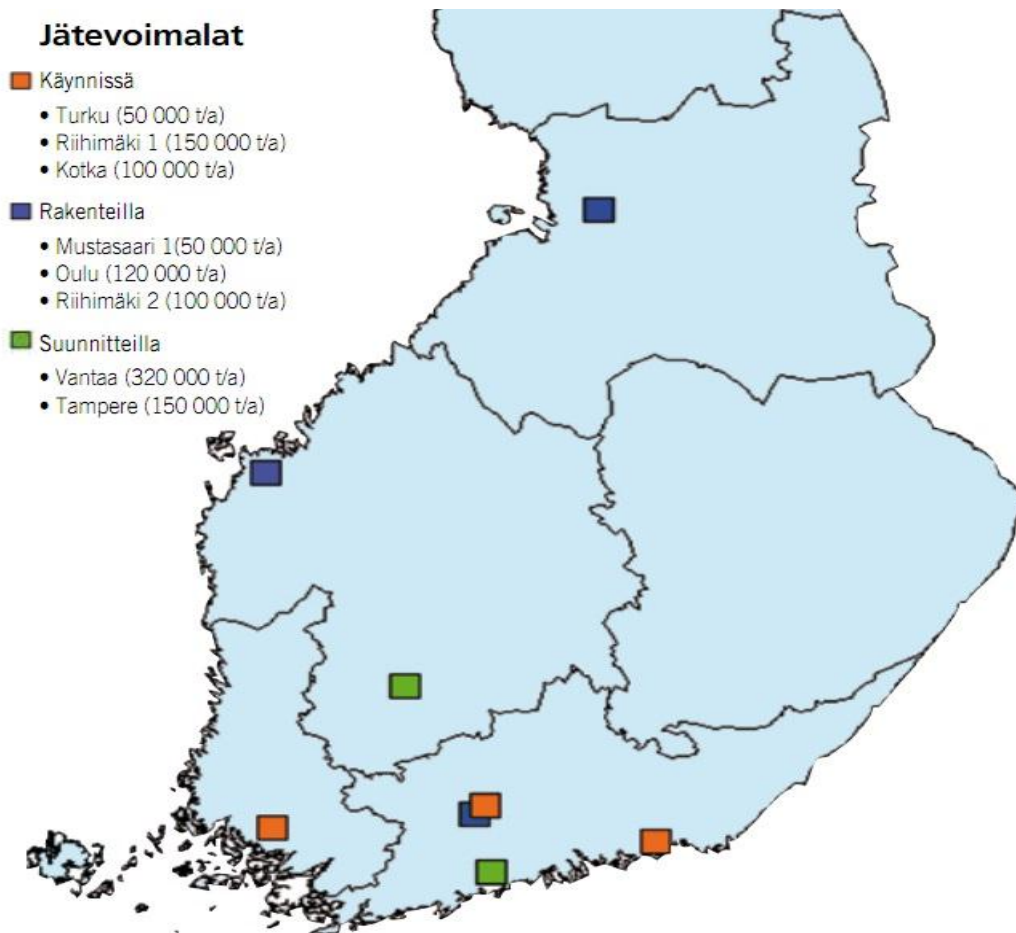 Jätevoimalat
Käynnissä
• Turku (50 000 t/a)
• Riihimäki 1 (150 000 t/a)
• Kotka (100 000 t/a)
Rakenteilla
• Mustasaari 1(50 000 t/a)
• Oulu (120 000 t/a)
• Riihimäki 2 (100 000 t/a)
Suunnitteilla
• Vantaa (320 000 t/a)
• Tampere (150 000 t/a)